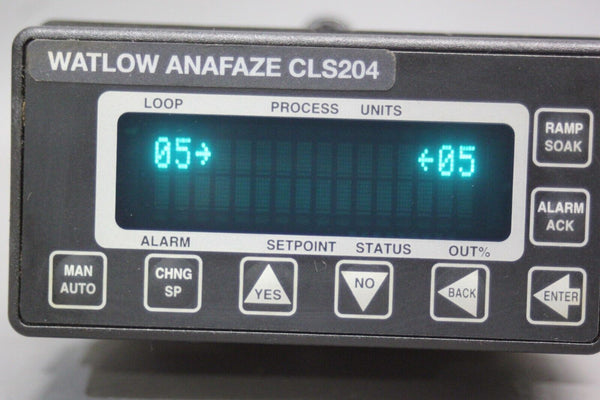 WATLOW ANAFAZE CLS204
LOOP PROCESS UNITS
05→ ←05
ALARM SETPOINT STATUS OUT%
RAMP
SOAK
ALARM
ACK
MAN
AUTO
CHNG
SP
YES
NO
BACK
ENTER